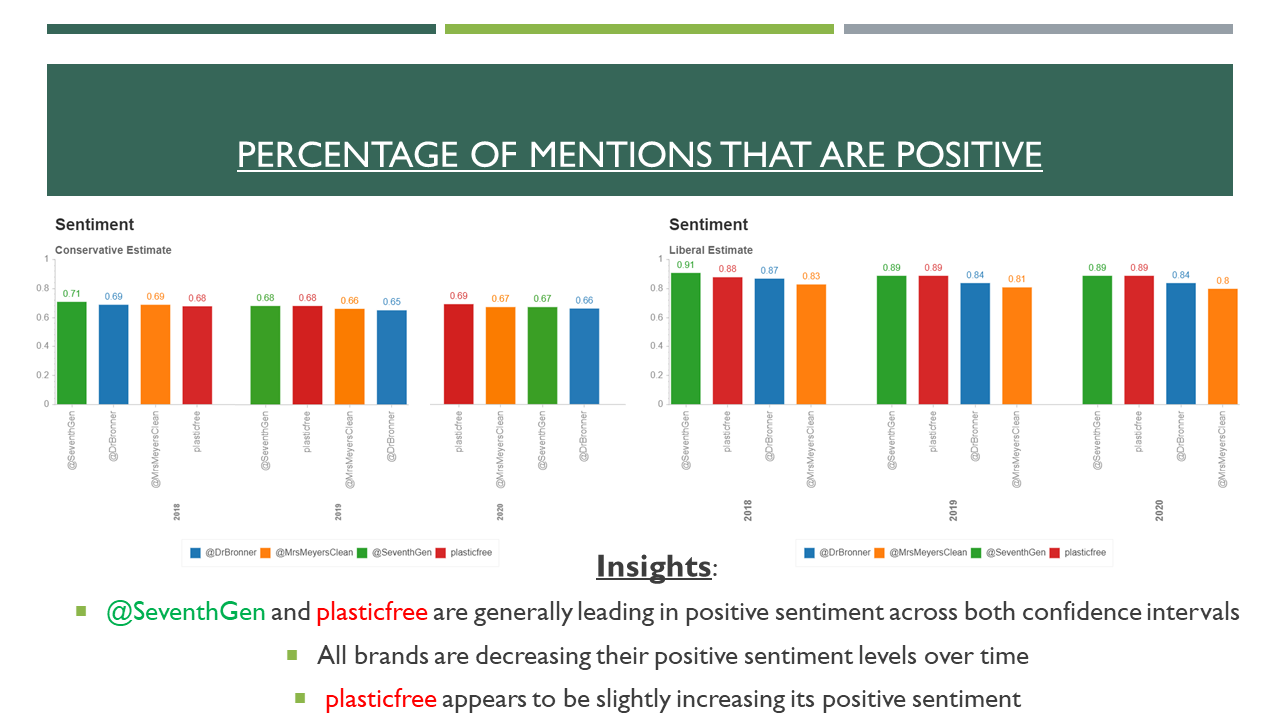 PERCENTAGE OF MENTIONS THAT ARE POSITIVE
Sentiment
Conservative Estimate
1
0.8
0.6
0.4
0.2
0
0.71
0.69
0.69
0.68
0.68
0.68
0.66
0.65
0.69
0.67
0.67
0.66
@SeventhGen
@DrBronner
@MrsMeyersClean
plasticfree
@SeventhGen
plasticfree
@MrsMeyersClean
@DrBronner
plasticfree
@MrsMeyersClean
@SeventhGen
@DrBronner
2018
2019
2020
@DrBronner @MrsMeyersClean @SeventhGen plasticfree
Sentiment
Liberal Estimate
1
0.8
0.6
0.4
0.2
0
0.91
0.88
0.87
0.83
0.89
0.89
0.84
0.81
0.89
0.89
0.84
0.8
@SeventhGen
plasticfree
@DrBronner
@MrsMeyersClean
@SeventhGen
plasticfree
@DrBronner
@MrsMeyersClean
@SeventhGen
plasticfree
@DrBronner
@MrsMeyersClean
2018
2019
2020
@DrBronner @MrsMeyersClean @SeventhGen plasticfree
Insights:
@SeventhGen and plasticfree are generally leading in positive sentiment across both confidence intervals
All brands are decreasing their positive sentiment levels over time
plasticfree appears to be slightly increasing its positive sentiment